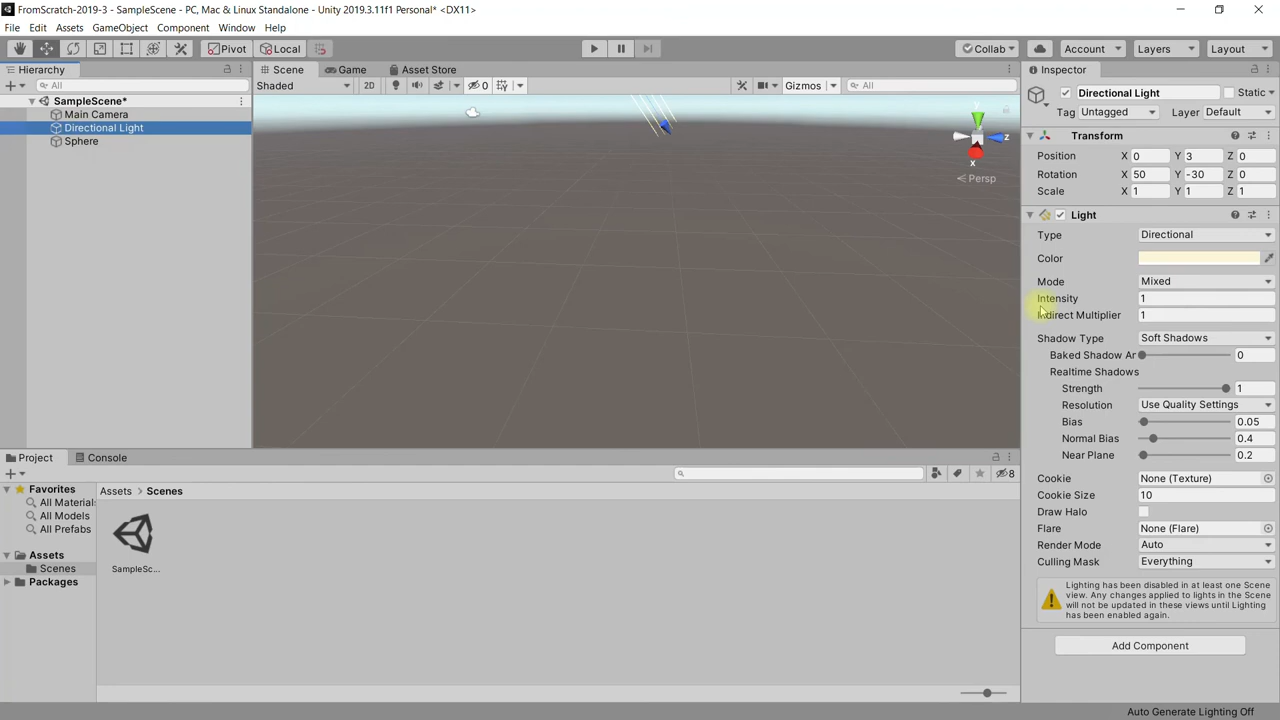 FromScratch-2019-3 - SampleScene - PC, Mac & Linux Standalone - Unity 2019.3.11f1 Personal* <DX11>
File Edit Assets GameObject Component Window Help
Pivot Local Collab Account Layers Layout
Hierarchy
All
SampleScene*
Main Camera
Directional Light
Sphere
Scene Game Asset Store
Shaded 2D 0 Gizmos All
y
z
x
Persp
Inspector
Directional Light Static
Tag Untagged Layer Default
Transform
Position X 0 Y 3 Z 0
Rotation X 50 Y -30 Z 0
Scale X 1 Y 1 Z 1
Light
Type Directional
Color
Mode Mixed
Intensity 1
Indirect Multiplier 1
Shadow Type Soft Shadows
Baked Shadow Ar 0
Realtime Shadows
Strength 1
Resolution Use Quality Settings
Bias 0.05
Normal Bias 0.4
Near Plane 0.2
Cookie None (Texture)
Cookie Size 10
Draw Halo
Flare None (Flare)
Render Mode Auto
Culling Mask Everything
Lighting has been disabled in at least one Scene
view. Any changes applied to lights in the Scene
will not be updated in these views until Lighting
has been enabled again.
Add Component
Project Console
8
Favorites
All Material
All Models
All Prefabs
Assets
Scenes
Packages
Assets > Scenes
SampleSc...
Auto Generate Lighting Off